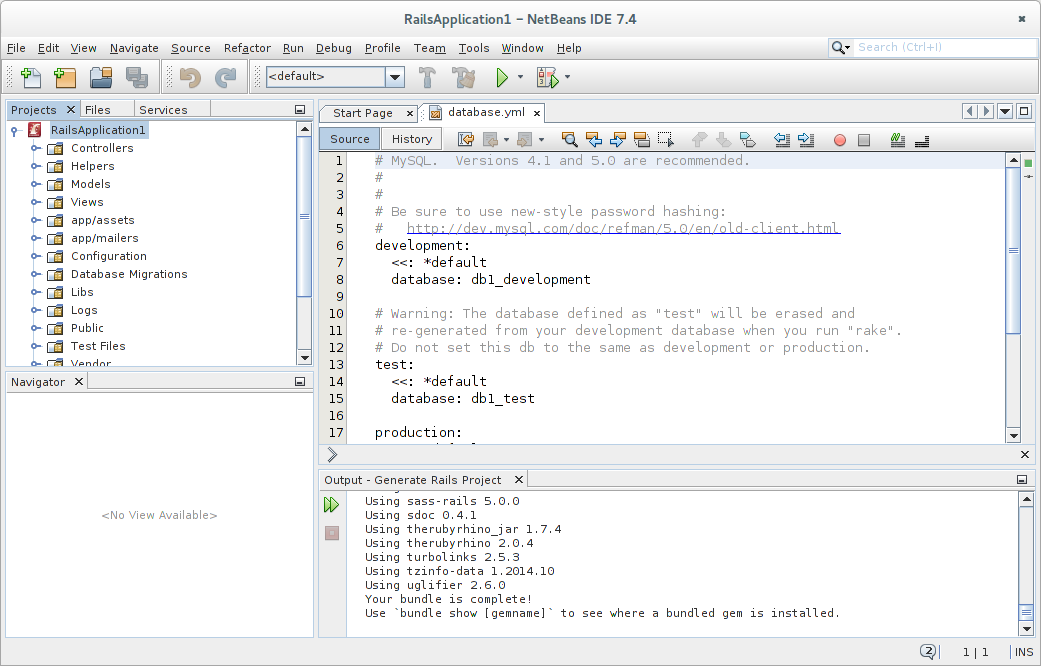 RailsApplication1 – NetBeans IDE 7.4
File Edit View Navigate Source Refactor Run Debug Profile Team Tools Window Help
Search (Ctrl+I)
<default>
Projects Files Services
RailsApplication1
Controllers
Helpers
Models
Views
app/assets
app/mailers
Configuration
Database Migrations
Libs
Logs
Public
Test Files
Vendor
Navigator
<No View Available>
Start Page database.yml
Source History
1 # MySQL.  Versions 4.1 and 5.0 are recommended.
2 #
3 #
4 # Be sure to use new-style password hashing:
5 #   http://dev.mysql.com/doc/refman/5.0/en/old-client.html
6 development:
7   <<: *default
8   database: db1_development
9
10 # Warning: The database defined as "test" will be erased and
11 # re-generated from your development database when you run "rake".
12 # Do not set this db to the same as development or production.
13 test:
14   <<: *default
15   database: db1_test
16
17 production:
Output - Generate Rails Project
Using sass-rails 5.0.0
Using sdoc 0.4.1
Using therubyrhino_jar 1.7.4
Using therubyrhino 2.0.4
Using turbolinks 2.5.3
Using tzinfo-data 1.2014.10
Using uglifier 2.6.0
Your bundle is complete!
Use `bundle show [gemname]` to see where a bundled gem is installed.
2 1 | 1 INS